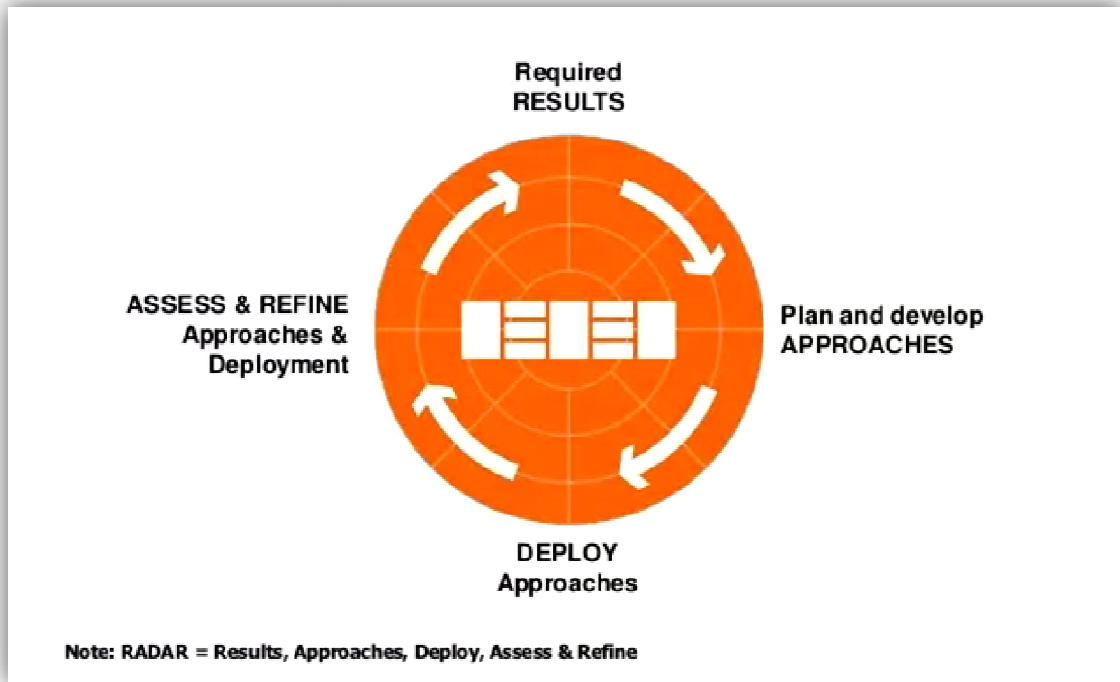 Required
RESULTS
ASSESS & REFINE
Approaches &
Deployment
Plan and develop
APPROACHES
DEPLOY
Approaches
Note: RADAR = Results, Approaches, Deploy, Assess & Refine